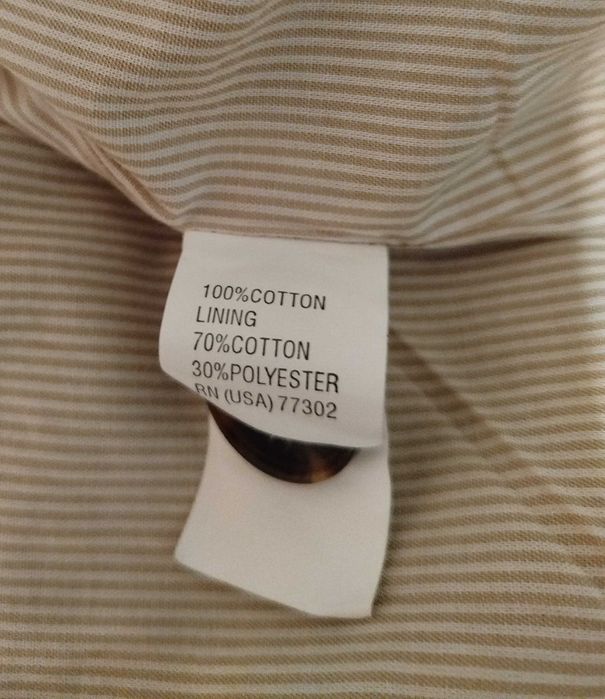 100%COTTON
LINING
70%COTTON
30%POLYESTER
RN (USA) 77302